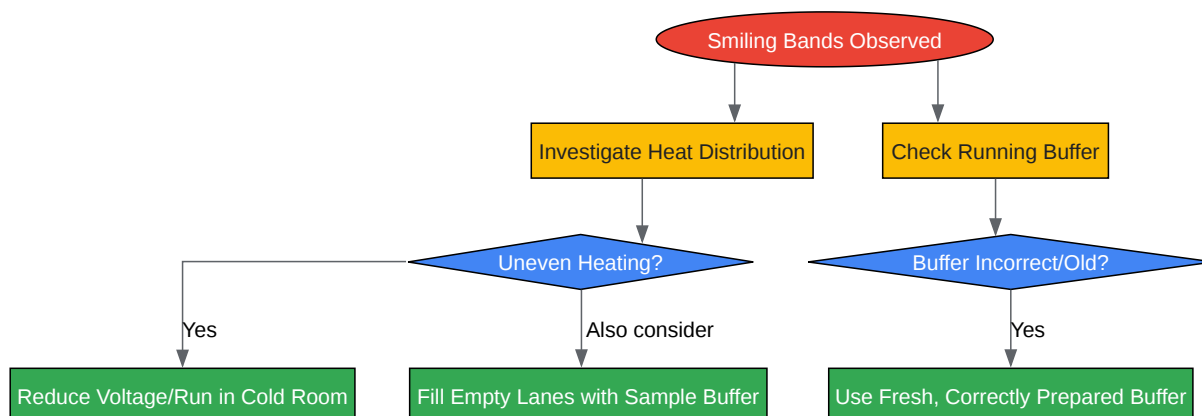 Smiling Bands Observed
Investigate Heat Distribution
Check Running Buffer
Uneven Heating?
Buffer Incorrect/Old?
Yes
Also consider
Yes
Reduce Voltage/Run in Cold Room
Fill Empty Lanes with Sample Buffer
Use Fresh, Correctly Prepared Buffer